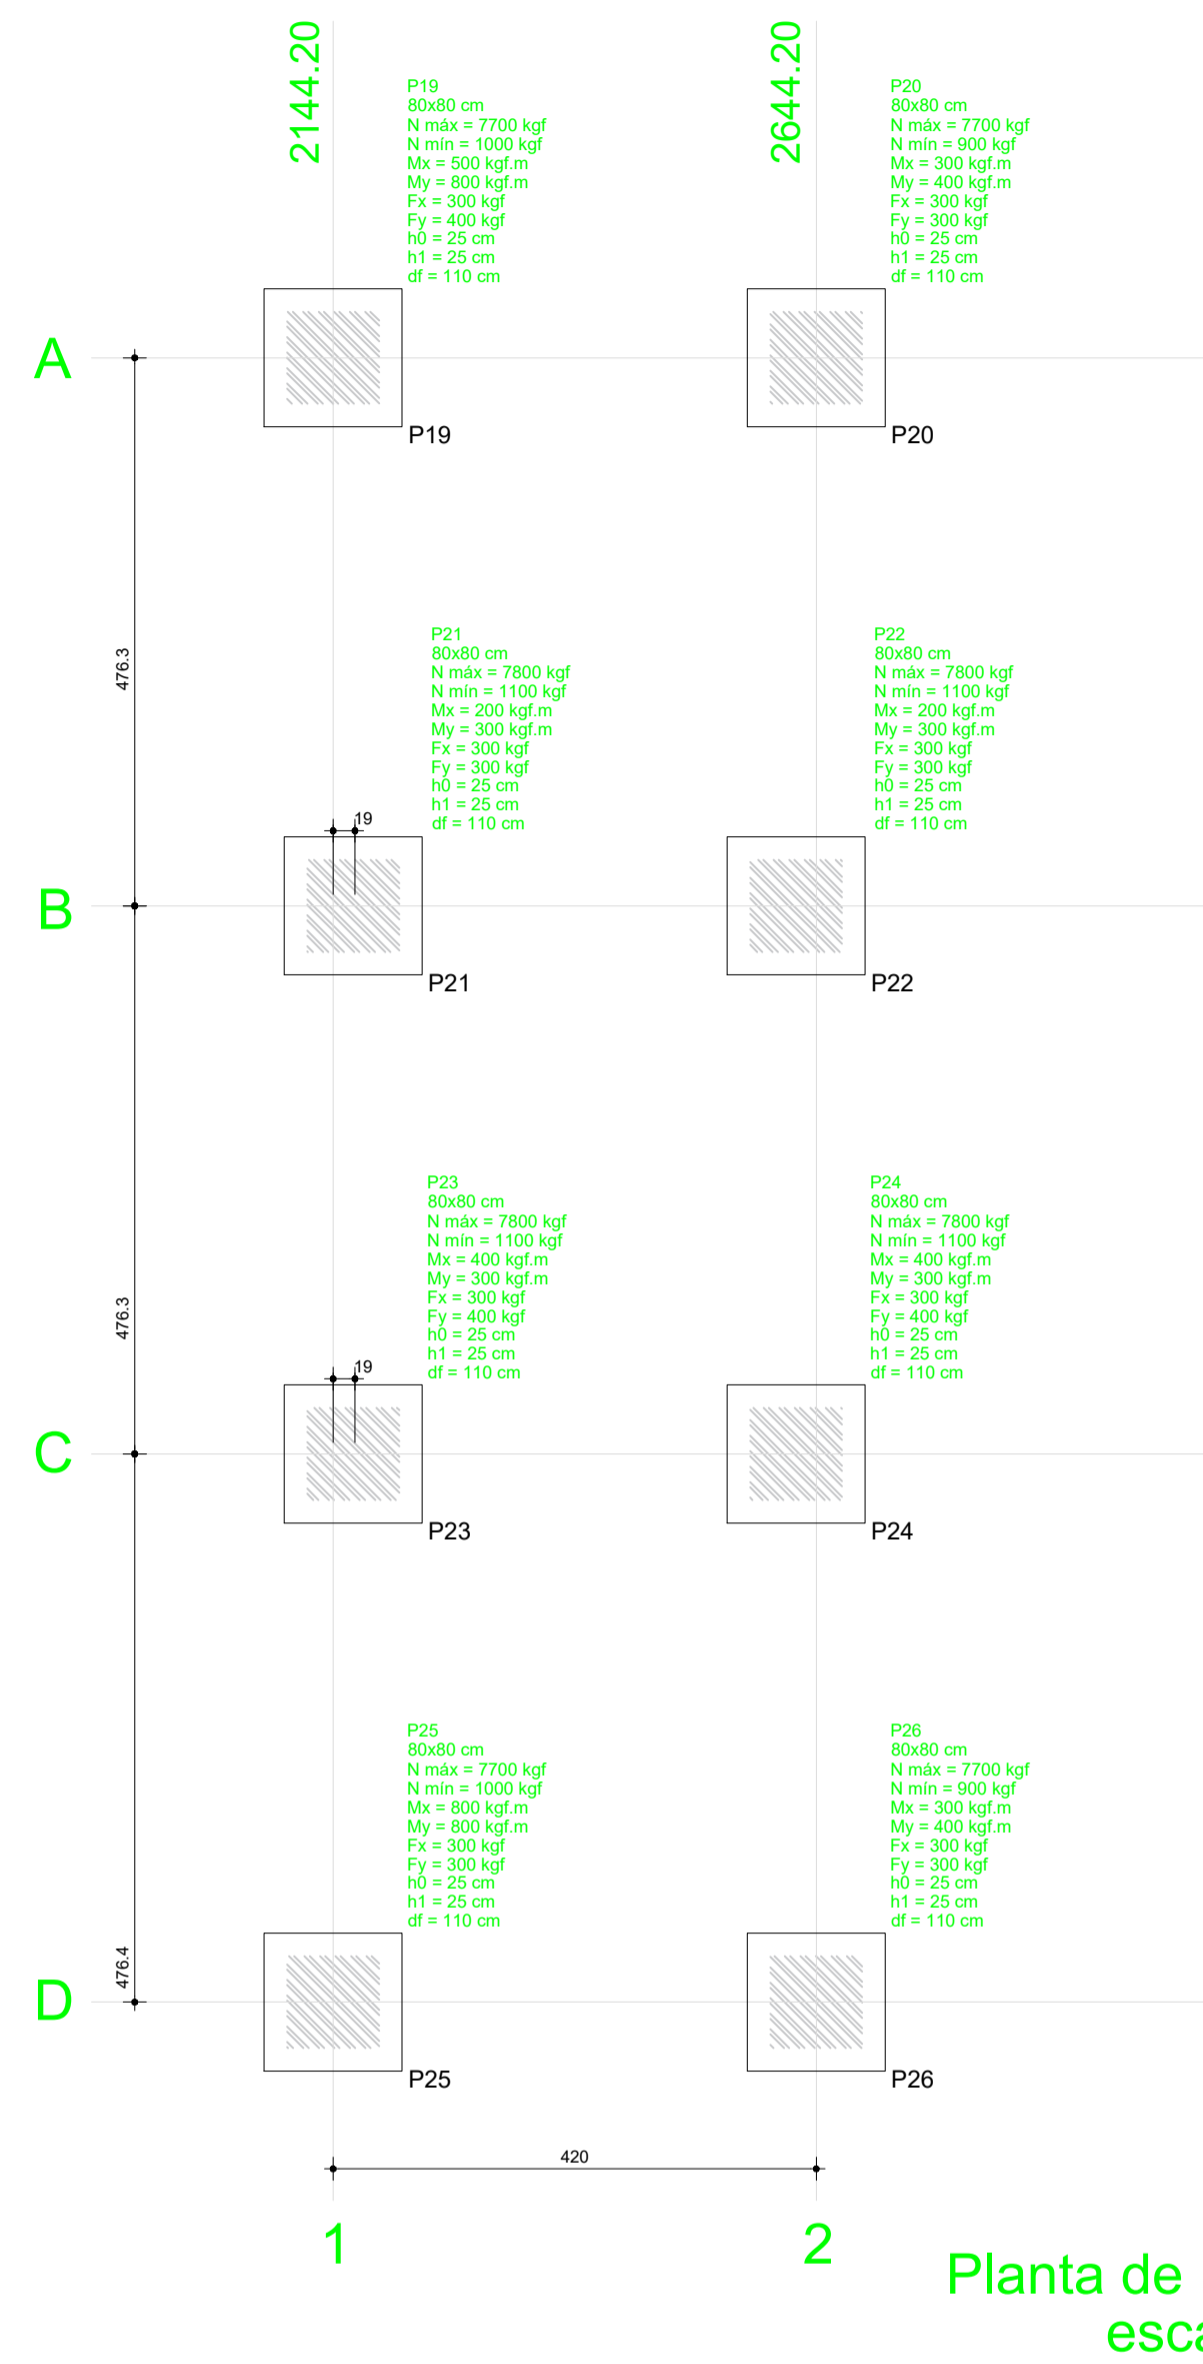 2144.20
2644.20
P19
80x80 cm
N máx = 7700 kgf
N mín = 1000 kgf
Mx = 500 kgf.m
My = 800 kgf.m
Fx = 300 kgf
Fy = 400 kgf
h0 = 25 cm
h1 = 25 cm
df = 110 cm
P20
80x80 cm
N máx = 7700 kgf
N mín = 900 kgf
Mx = 300 kgf.m
My = 400 kgf.m
Fx = 300 kgf
Fy = 300 kgf
h0 = 25 cm
h1 = 25 cm
df = 110 cm
A
P19
P20
476.3
P21
80x80 cm
N máx = 7800 kgf
N mín = 1100 kgf
Mx = 200 kgf.m
My = 300 kgf.m
Fx = 300 kgf
Fy = 300 kgf
h0 = 25 cm
h1 = 25 cm
df = 110 cm
P22
80x80 cm
N máx = 7800 kgf
N mín = 1100 kgf
Mx = 200 kgf.m
My = 300 kgf.m
Fx = 300 kgf
Fy = 300 kgf
h0 = 25 cm
h1 = 25 cm
df = 110 cm
19
B
P21
P22
476.3
P23
80x80 cm
N máx = 7800 kgf
N mín = 1100 kgf
Mx = 400 kgf.m
My = 300 kgf.m
Fx = 300 kgf
Fy = 400 kgf
h0 = 25 cm
h1 = 25 cm
df = 110 cm
P24
80x80 cm
N máx = 7800 kgf
N mín = 1100 kgf
Mx = 400 kgf.m
My = 300 kgf.m
Fx = 300 kgf
Fy = 400 kgf
h0 = 25 cm
h1 = 25 cm
df = 110 cm
19
C
P23
P24
476.4
P25
80x80 cm
N máx = 7700 kgf
N mín = 1000 kgf
Mx = 800 kgf.m
My = 800 kgf.m
Fx = 300 kgf
Fy = 300 kgf
h0 = 25 cm
h1 = 25 cm
df = 110 cm
P26
80x80 cm
N máx = 7700 kgf
N mín = 900 kgf
Mx = 300 kgf.m
My = 400 kgf.m
Fx = 300 kgf
Fy = 300 kgf
h0 = 25 cm
h1 = 25 cm
df = 110 cm
D
P25
P26
420
1
2
Planta de